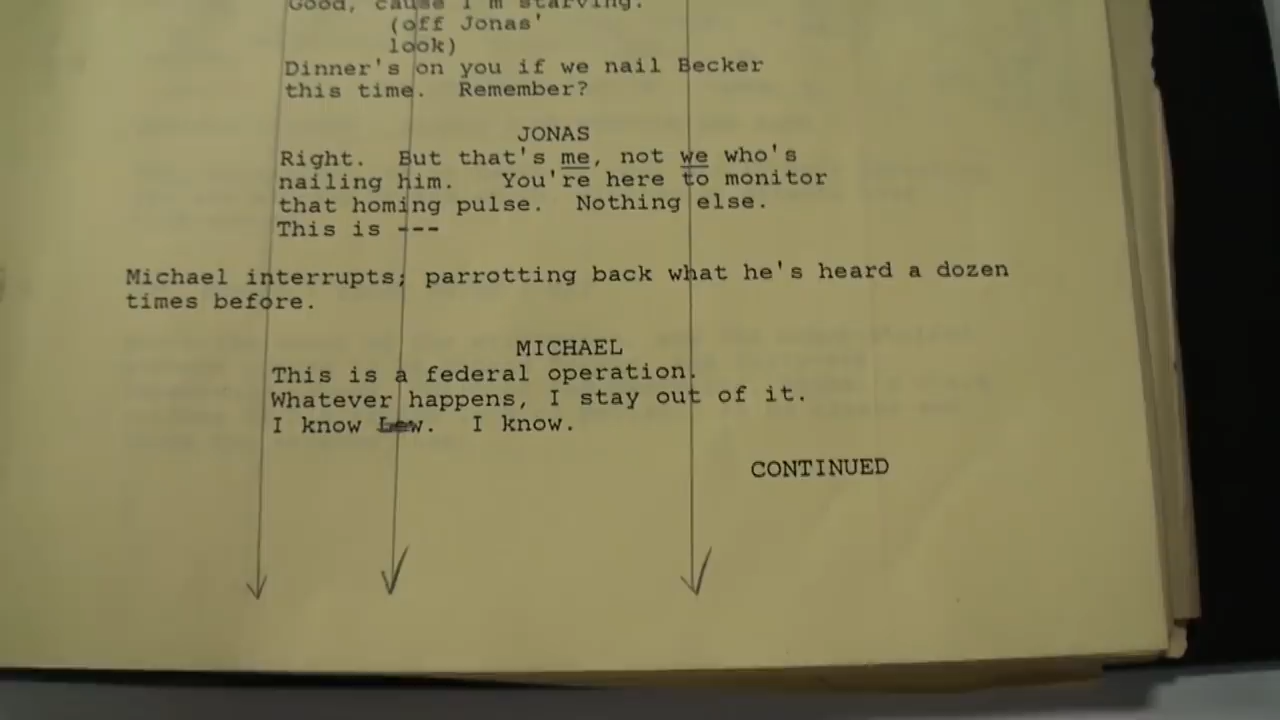 Good, cause I'm starving.
(off Jonas'
look)
Dinner's on you if we nail Becker
this time. Remember?
JONAS
Right. But that's me, not we who's
nailing him. You're here to monitor
that homing pulse. Nothing else.
This is ---
Michael interrupts; parrotting back what he's heard a dozen
times before.
MICHAEL
This is a federal operation.
Whatever happens, I stay out of it.
I know Lew. I know.
CONTINUED